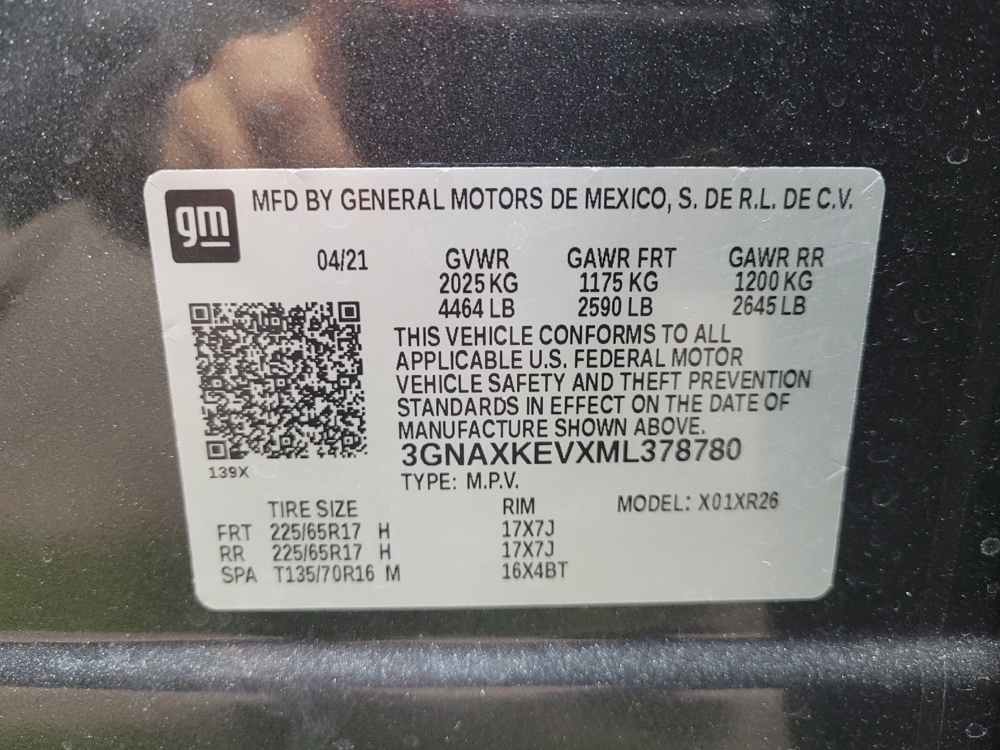 gm
MFD BY GENERAL MOTORS DE MEXICO, S. DE R.L. DE C.V.
04/21 GVWR GAWR FRT GAWR RR
2025 KG 1175 KG 1200 KG
4464 LB 2590 LB 2645 LB
THIS VEHICLE CONFORMS TO ALL
APPLICABLE U.S. FEDERAL MOTOR
VEHICLE SAFETY AND THEFT PREVENTION
STANDARDS IN EFFECT ON THE DATE OF
MANUFACTURE SHOWN ABOVE.
3GNAXKEVXML378780
139X
TYPE: M.P.V.
TIRE SIZE RIM MODEL: X01XR26
FRT 225/65R17 H 17X7J
RR 225/65R17 H 17X7J
SPA T135/70R16 M 16X4BT